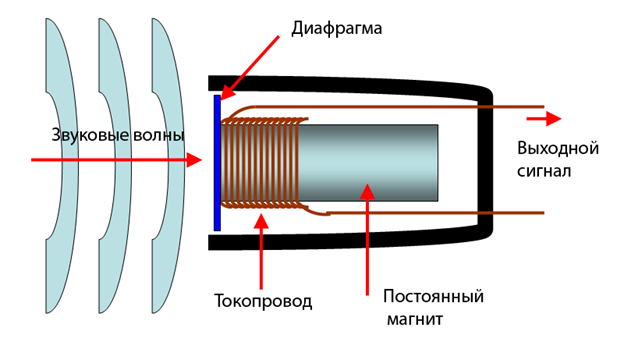 Диафрагма
Звуковые волны
Выходной
сигнал
Токопровод
Постоянный
магнит